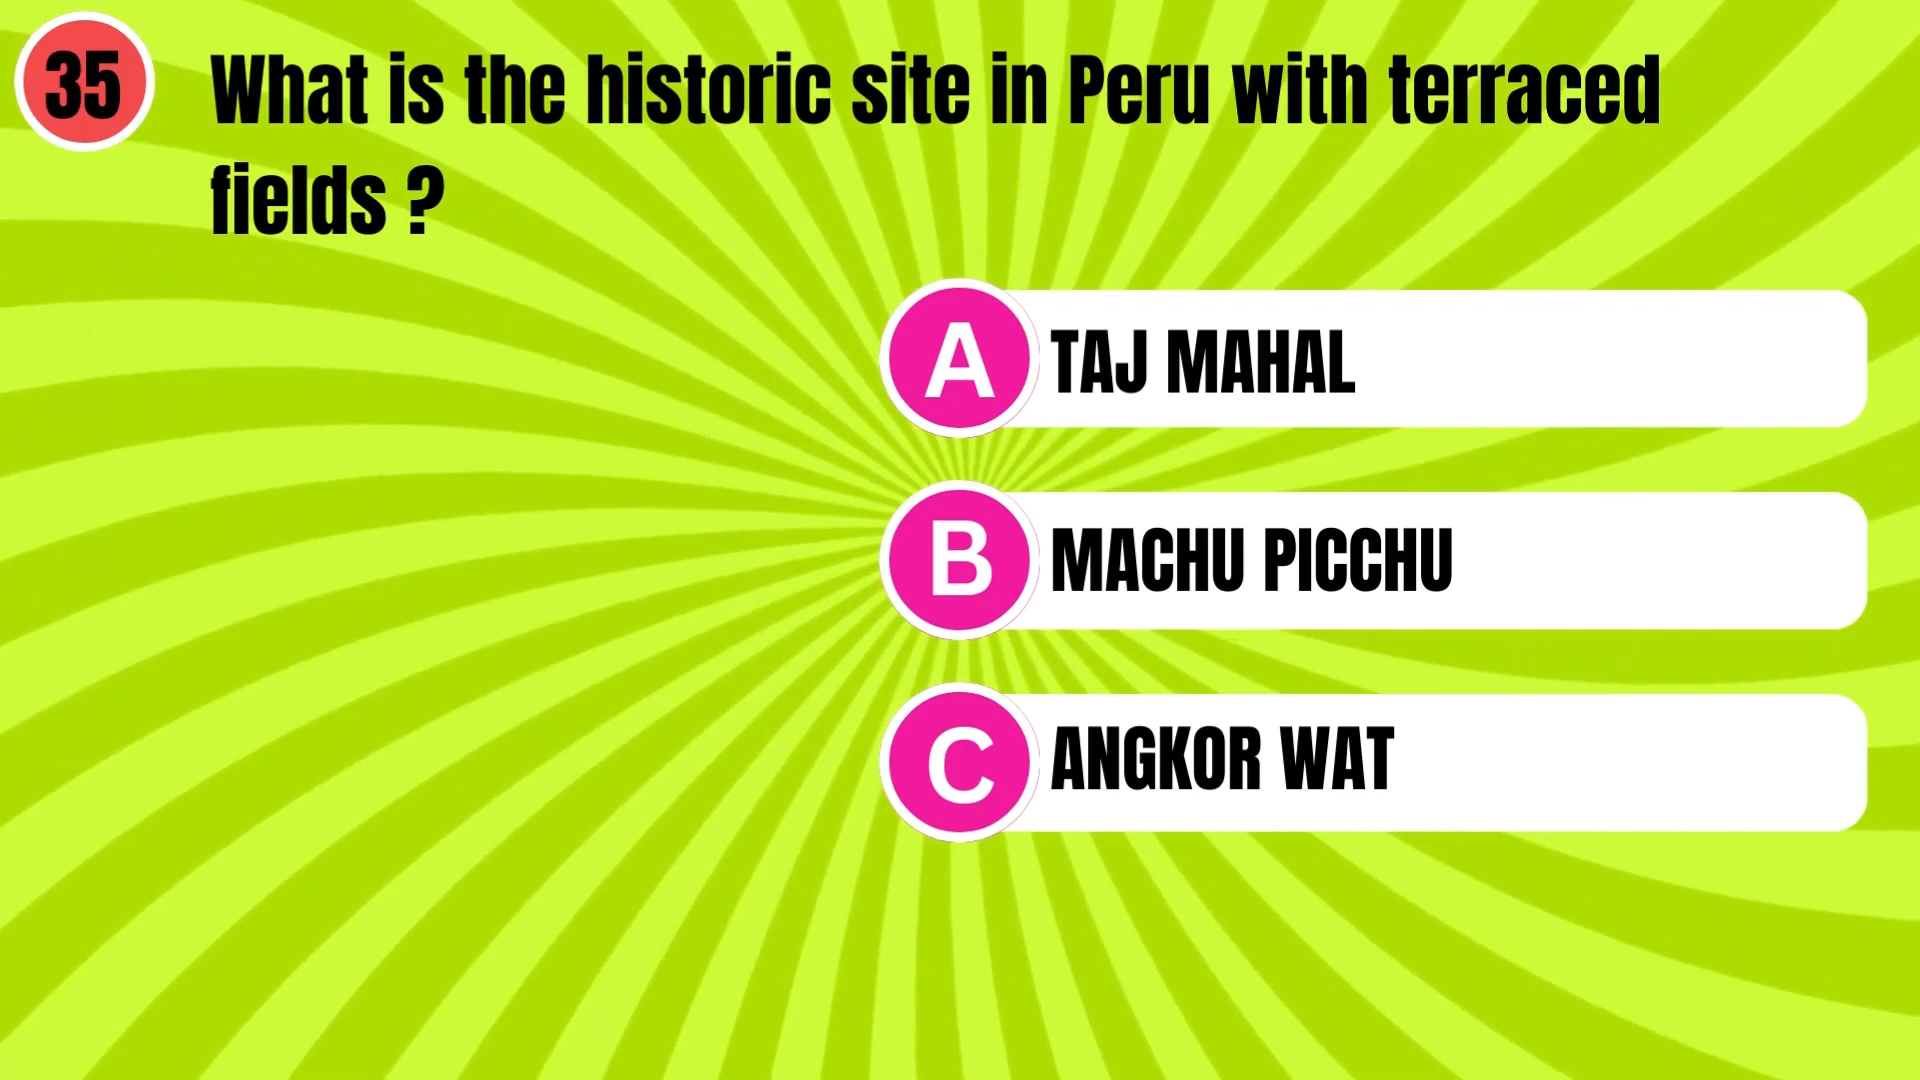 35
What is the historic site in Peru with terraced
fields ?
A TAJ MAHAL
B MACHU PICCHU
C ANGKOR WAT